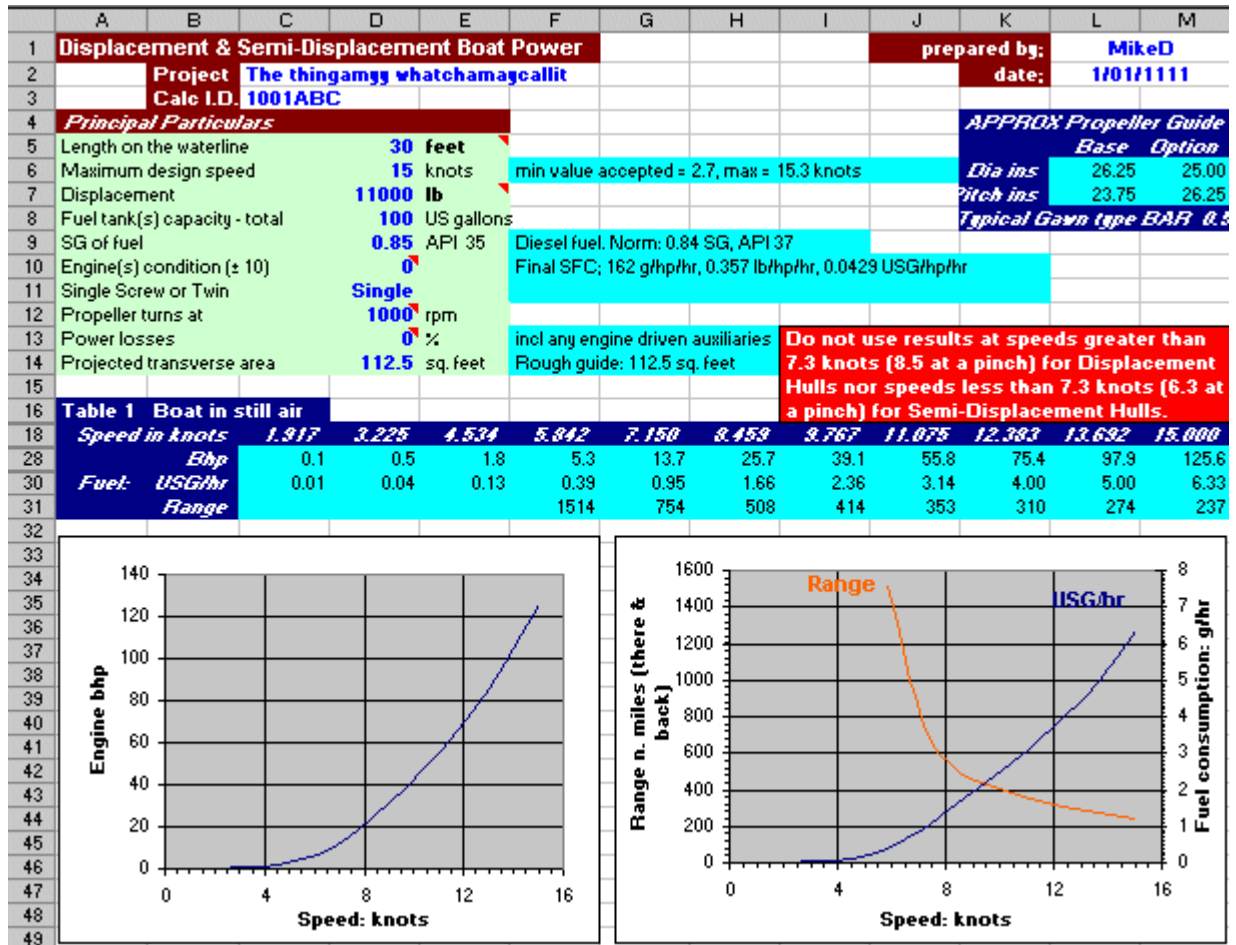 A B C D E F G H I J K L M
1 Displacement & Semi-Displacement Boat Power prepared by; MikeD
2 Project The thingamyy whatchamaycallit date; 1/01/1111
3 Calc I.D. 1001ABC
4 Principal Particulars APPROX Propeller Guide
5 Length on the waterline 30 feet Base Option
6 Maximum design speed 15 knots min value accepted = 2.7, max = 15.3 knots Dia ins 26.25 25.00
7 Displacement 11000 lb Pitch ins 23.75 26.25
8 Fuel tank(s) capacity - total 100 US gallons Typical Gawn type BAR 0.5
9 SG of fuel 0.85 API 35 Diesel fuel. Norm: 0.84 SG, API 37
10 Engine(s) condition (± 10) 0 Final SFC; 162 g/hp/hr, 0.357 lb/hp/hr, 0.0429 USG/hp/hr
11 Single Screw or Twin Single
12 Propeller turns at 1000 rpm
13 Power losses 0 % incl any engine driven auxiliaries Do not use results at speeds greater than
14 Projected transverse area 112.5 sq. feet Rough guide: 112.5 sq. feet 7.3 knots (8.5 at a pinch) for Displacement
15 Hulls nor speeds less than 7.3 knots (6.3 at
16 Table 1 Boat in still air a pinch) for Semi-Displacement Hulls.
18 Speed in knots 1.917 3.225 4.534 5.842 7.150 8.459 9.767 11.075 12.383 13.692 15.000
28 Bhp 0.1 0.5 1.8 5.3 13.7 25.7 39.1 55.8 75.4 97.9 125.6
30 Fuel: USG/hr 0.01 0.04 0.13 0.39 0.95 1.66 2.36 3.14 4.00 5.00 6.33
31 Range 1514 754 508 414 353 310 274 237
32
33
34
35
36
37
38
39
40
41
42
43
44
45
46
47
48
49
Engine bhp
140
120
100
80
60
40
20
0
0 4 8 12 16
Speed: knots
Range n. miles (there &
back)
1600
1400
1200
1000
800
600
400
200
0
Range
USG/hr
8
7
6
5
4
3
2
1
0
Fuel consumption: g/hr
0 4 8 12 16
Speed: knots